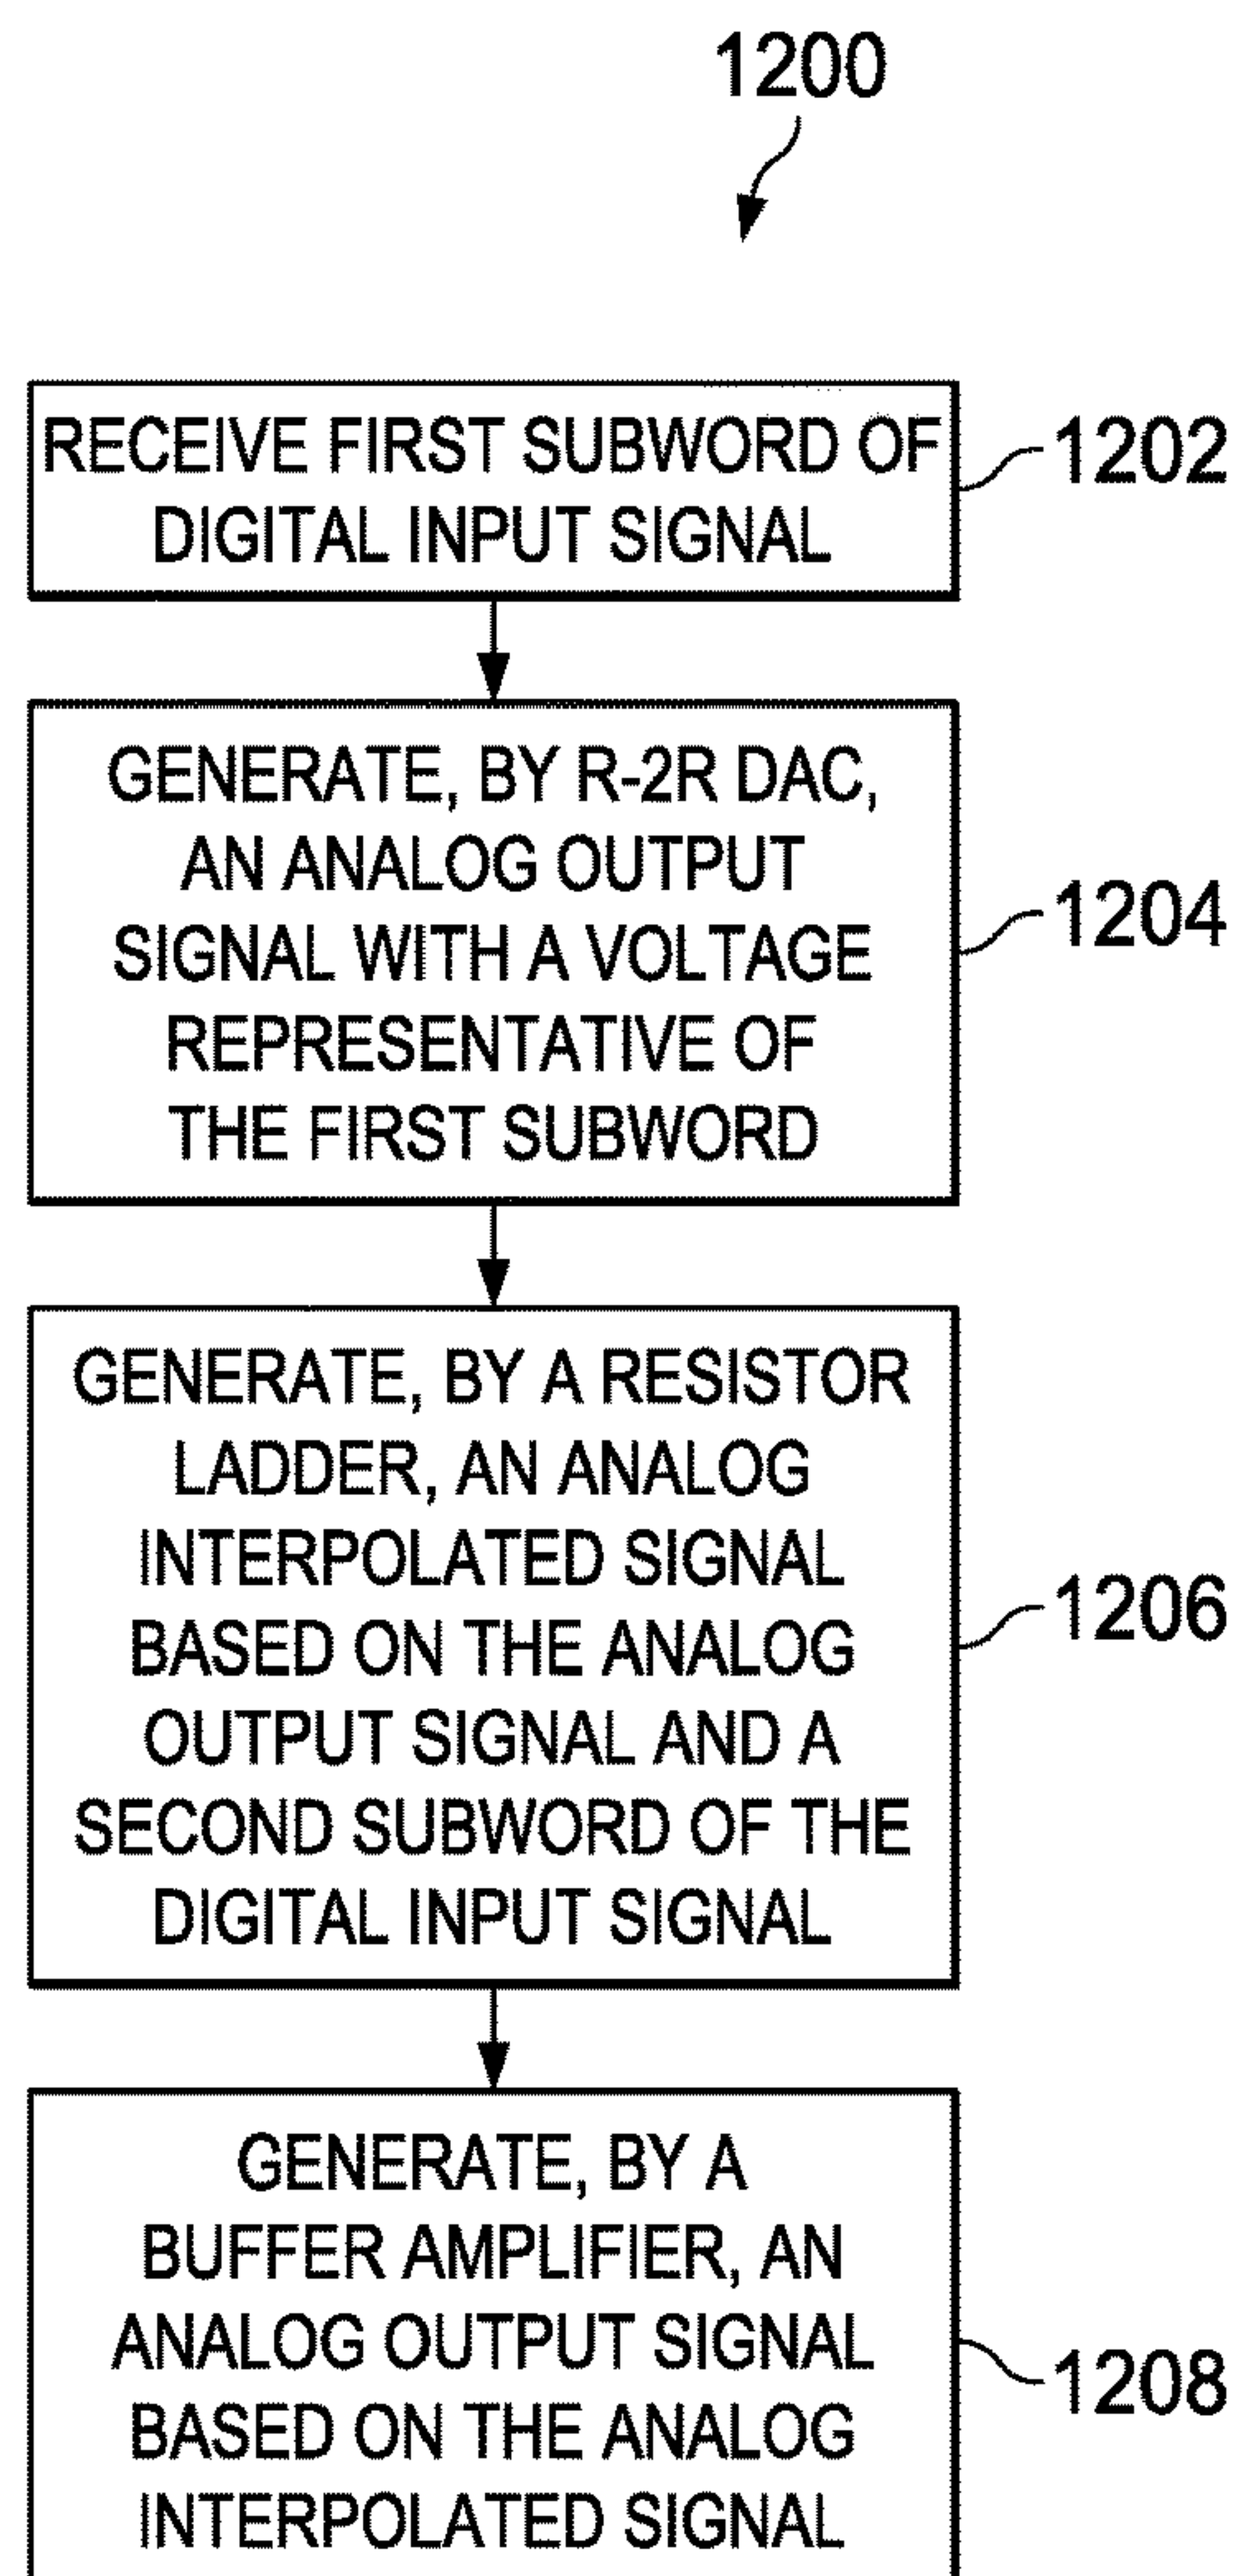 1200
RECEIVE FIRST SUBWORD OF
DIGITAL INPUT SIGNAL
1202
GENERATE, BY R-2R DAC,
AN ANALOG OUTPUT
SIGNAL WITH A VOLTAGE
REPRESENTATIVE OF
THE FIRST SUBWORD
1204
GENERATE, BY A RESISTOR
LADDER, AN ANALOG
INTERPOLATED SIGNAL
BASED ON THE ANALOG
OUTPUT SIGNAL AND A
SECOND SUBWORD OF THE
DIGITAL INPUT SIGNAL
1206
GENERATE, BY A
BUFFER AMPLIFIER, AN
ANALOG OUTPUT SIGNAL
BASED ON THE ANALOG
INTERPOLATED SIGNAL
1208